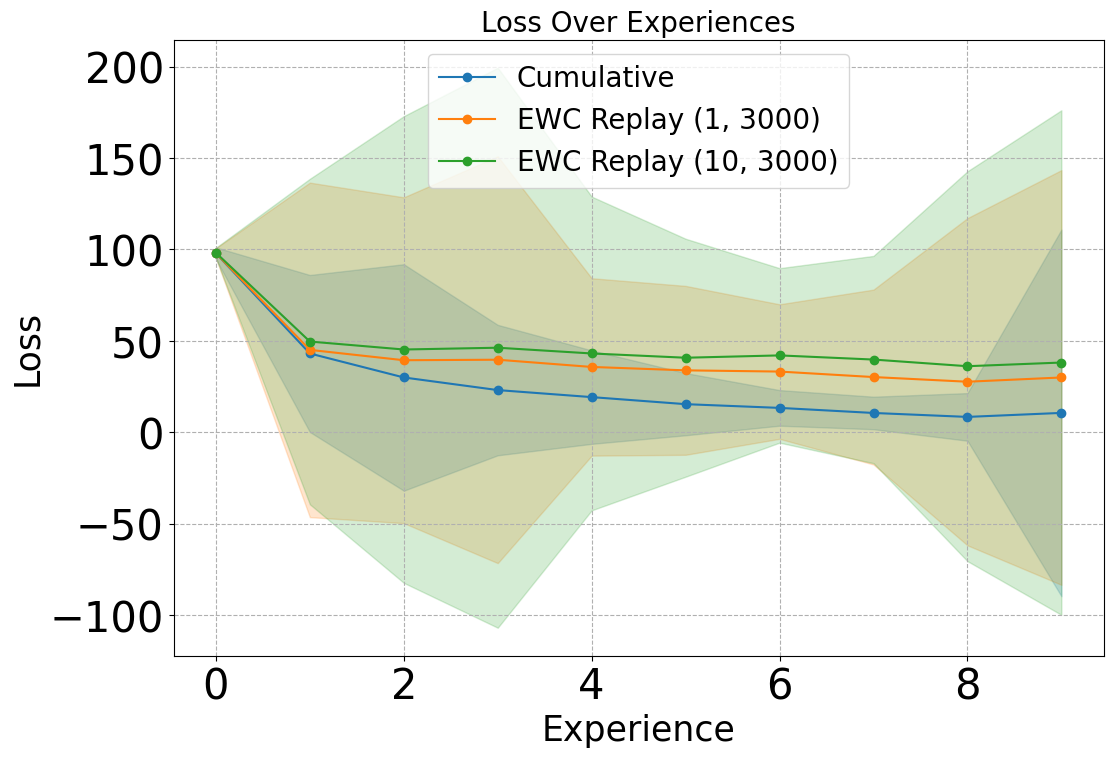 Loss Over Experiences
200
150
100
50
0
−50
−100
Loss
Cumulative
EWC Replay (1, 3000)
EWC Replay (10, 3000)
0 2 4 6 8
Experience